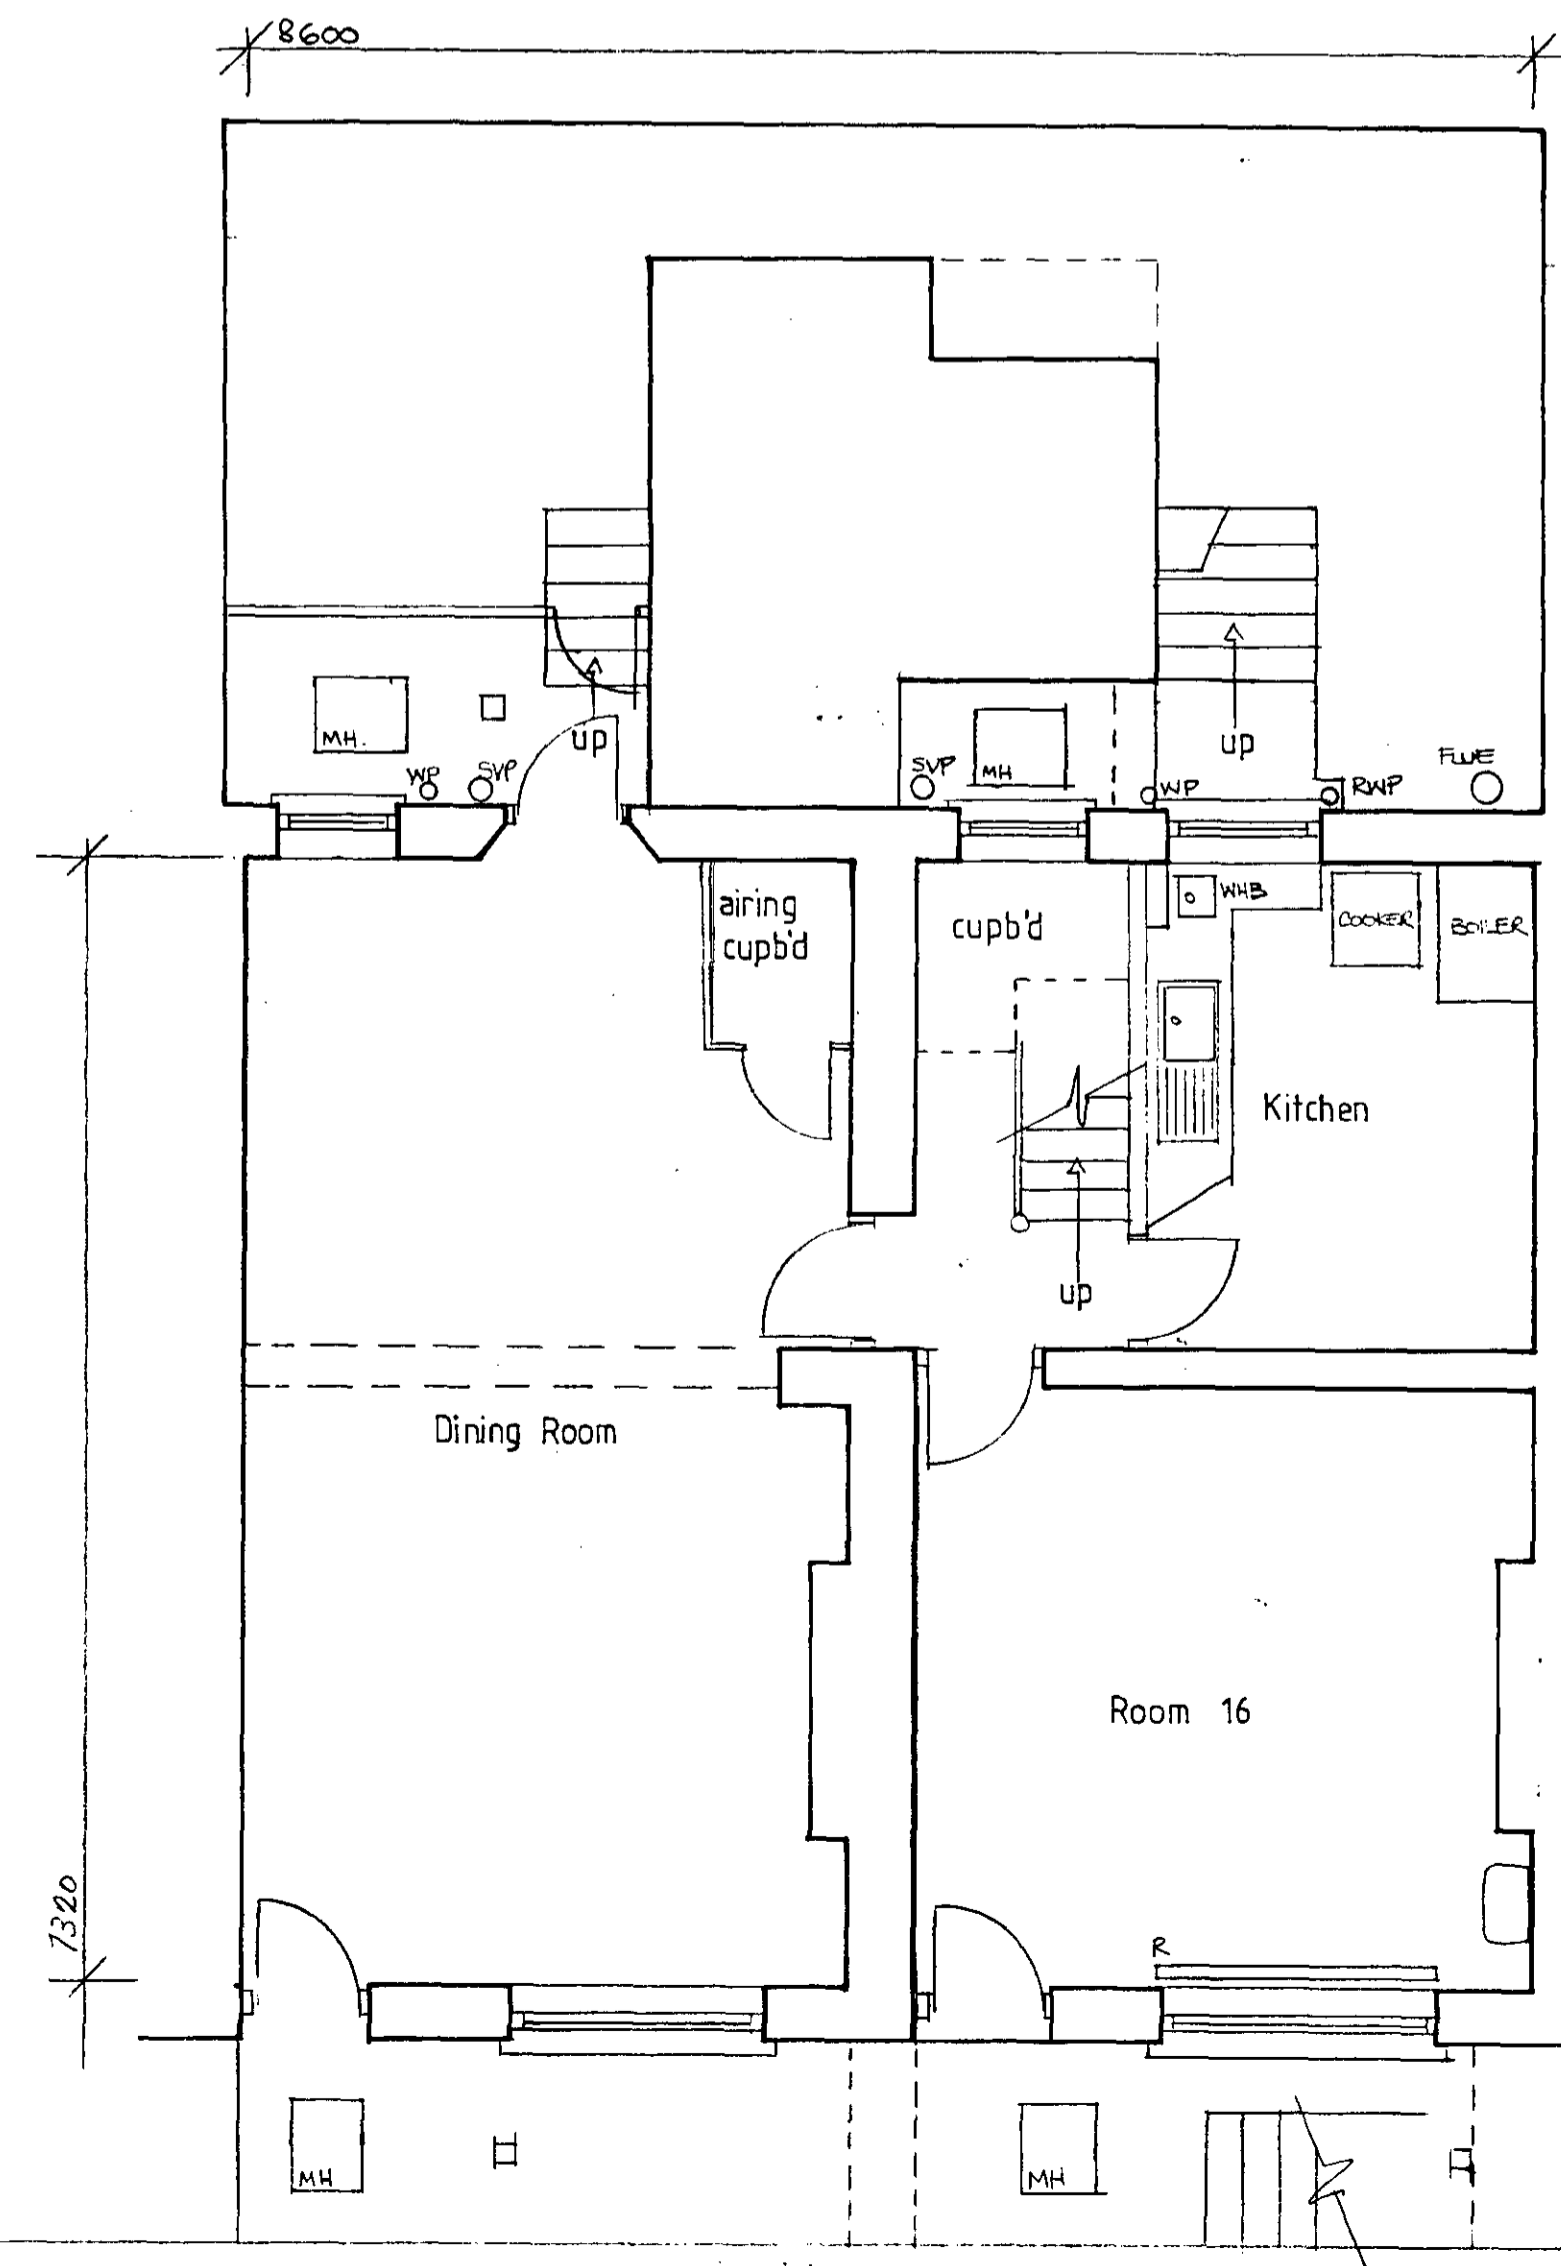 8600
MH.
WP
SVP
up
SVP
MH
WP
up
RWP
FLUE
airing
cupb'd
cupb'd
WHB
COOKER
BOILER
Kitchen
up
Dining Room
Room 16
7320
R
MH
MH